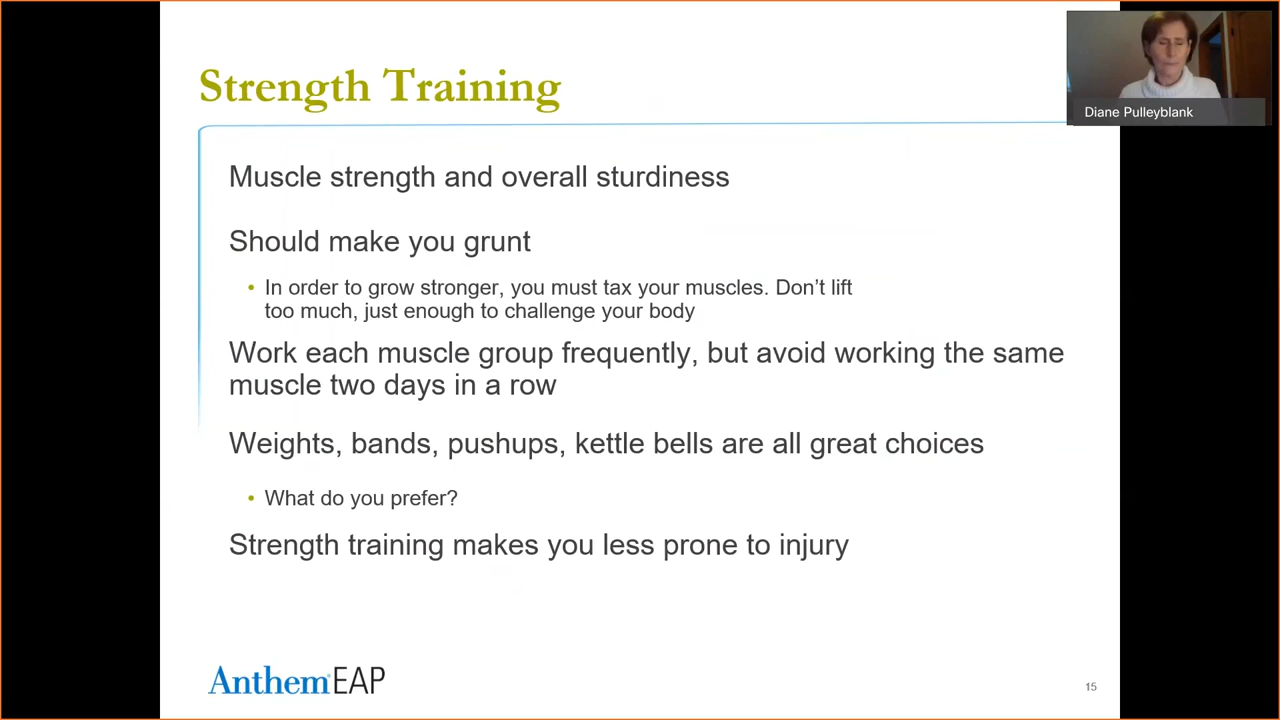 Strength Training
Diane Pulleyblank
Muscle strength and overall sturdiness
Should make you grunt
• In order to grow stronger, you must tax your muscles. Don’t lift
too much, just enough to challenge your body
Work each muscle group frequently, but avoid working the same
muscle two days in a row
Weights, bands, pushups, kettle bells are all great choices
• What do you prefer?
Strength training makes you less prone to injury
Anthem EAP
15